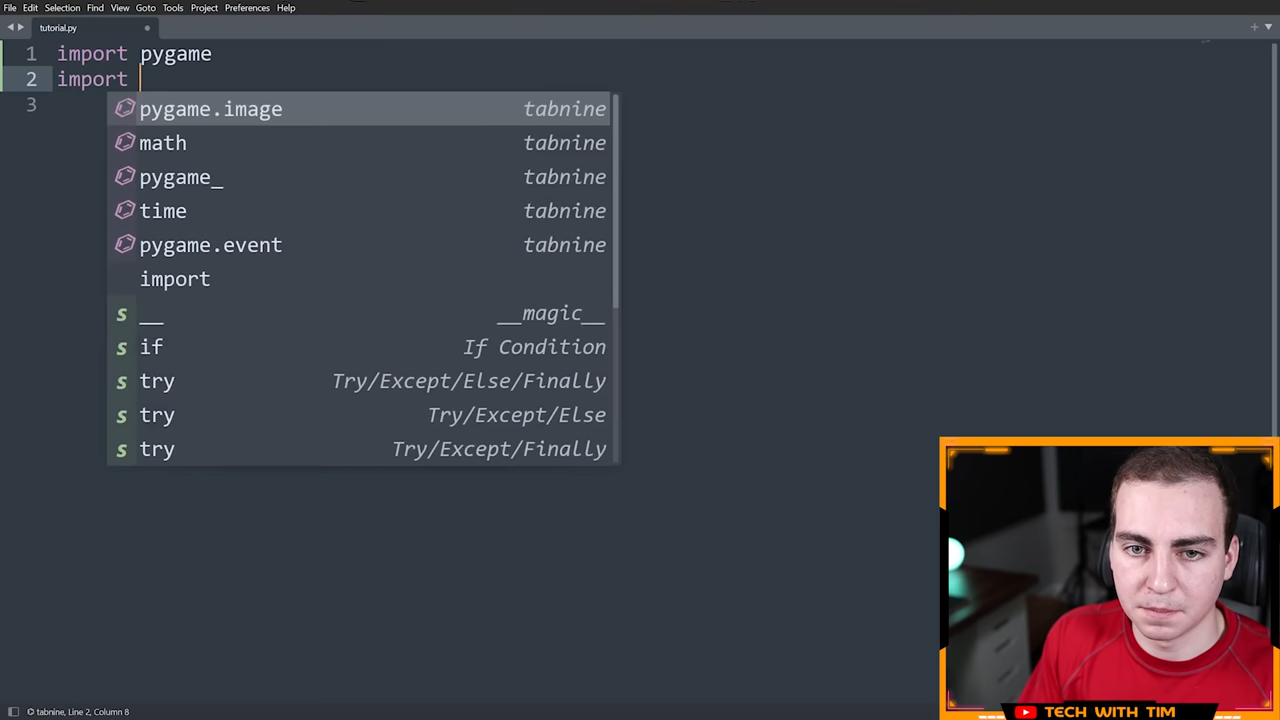 File Edit Selection Find View Goto Tools Project Preferences Help
tutorial.py
1 import pygame
2 import
3
pygame.image tabnine
math tabnine
pygame_ tabnine
time tabnine
pygame.event tabnine
import
s __ __magic__
s if If Condition
s try Try/Except/Else/Finally
s try Try/Except/Else
s try Try/Except/Finally
TECH WITH TIM
tabnine, Line 2, Column 8